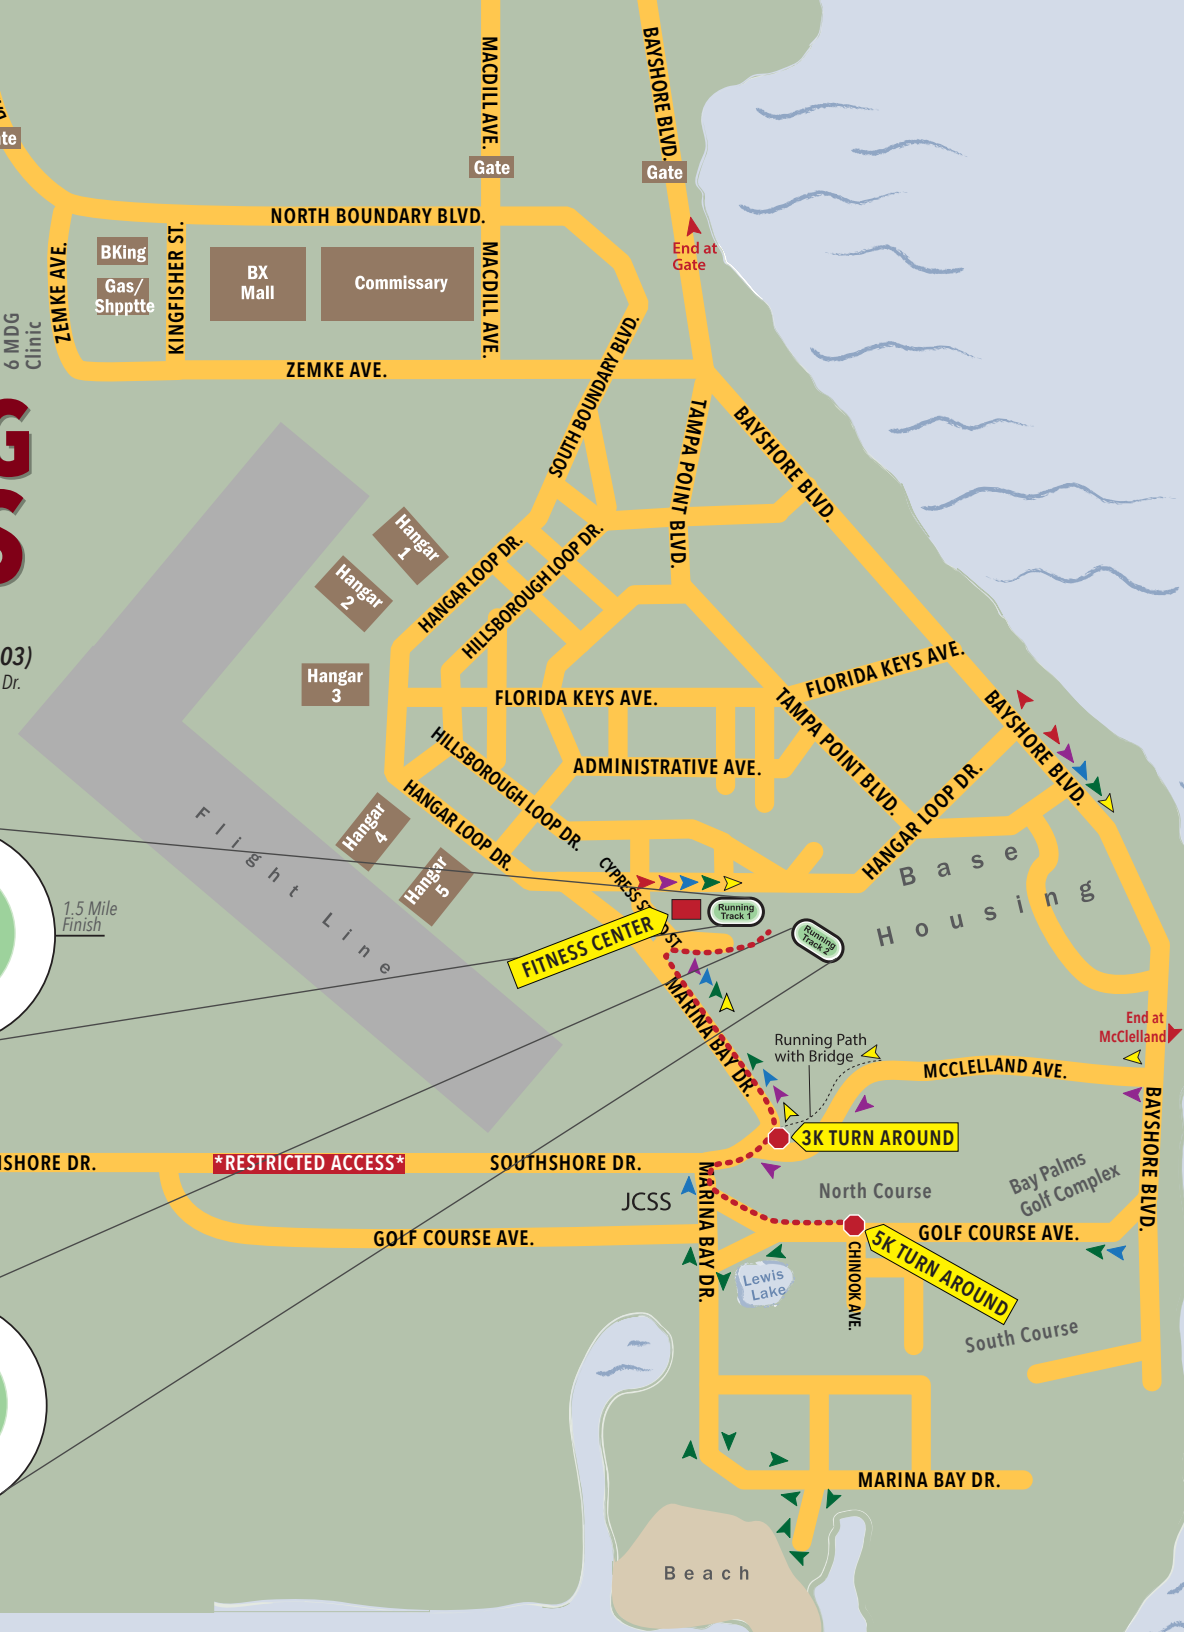 MACDILL AVE.
BAYSHORE BLVD.
Gate
Gate
NORTH BOUNDARY BLVD.
End at
Gate
ZEMKE AVE.
BKing
Gas/
Shpptte
KINGFISHER ST.
BX
Mall
Commissary
MACDILL AVE.
6 MDG
Clinic
ZEMKE AVE.
SOUTH BOUNDARY BLVD.
TAMPA POINT BLVD.
BAYSHORE BLVD.
G
S
03)
Dr.
Hangar
1
Hangar
2
Hangar
3
HANGAR LOOP DR.
HILLSBOROUGH LOOP DR.
FLORIDA KEYS AVE.
FLORIDA KEYS AVE.
TAMPA POINT BLVD.
BAYSHORE BLVD.
HILLSBOROUGH LOOP DR.
ADMINISTRATIVE AVE.
HANGAR LOOP DR.
HANGAR LOOP DR.
Hangar
4
Hangar
5
Flight Line
CYPRESS
Base
Housing
1.5 Mile
Finish
Running
Track 1
Running
Track 2
FITNESS CENTER
MARINA BAY DR.
End at
McClelland
Running Path
with Bridge
MCCLELLAND AVE.
3K TURN AROUND
SHORE DR.
*RESTRICTED ACCESS*
SOUTHSHORE DR.
BAYSHORE BLVD.
JCSS
MARINA BAY DR.
North Course
Bay Palms
Golf Complex
GOLF COURSE AVE.
GOLF COURSE AVE.
5K TURN AROUND
CHINOOK AVE.
Lewis
Lake
South Course
MARINA BAY DR.
Beach